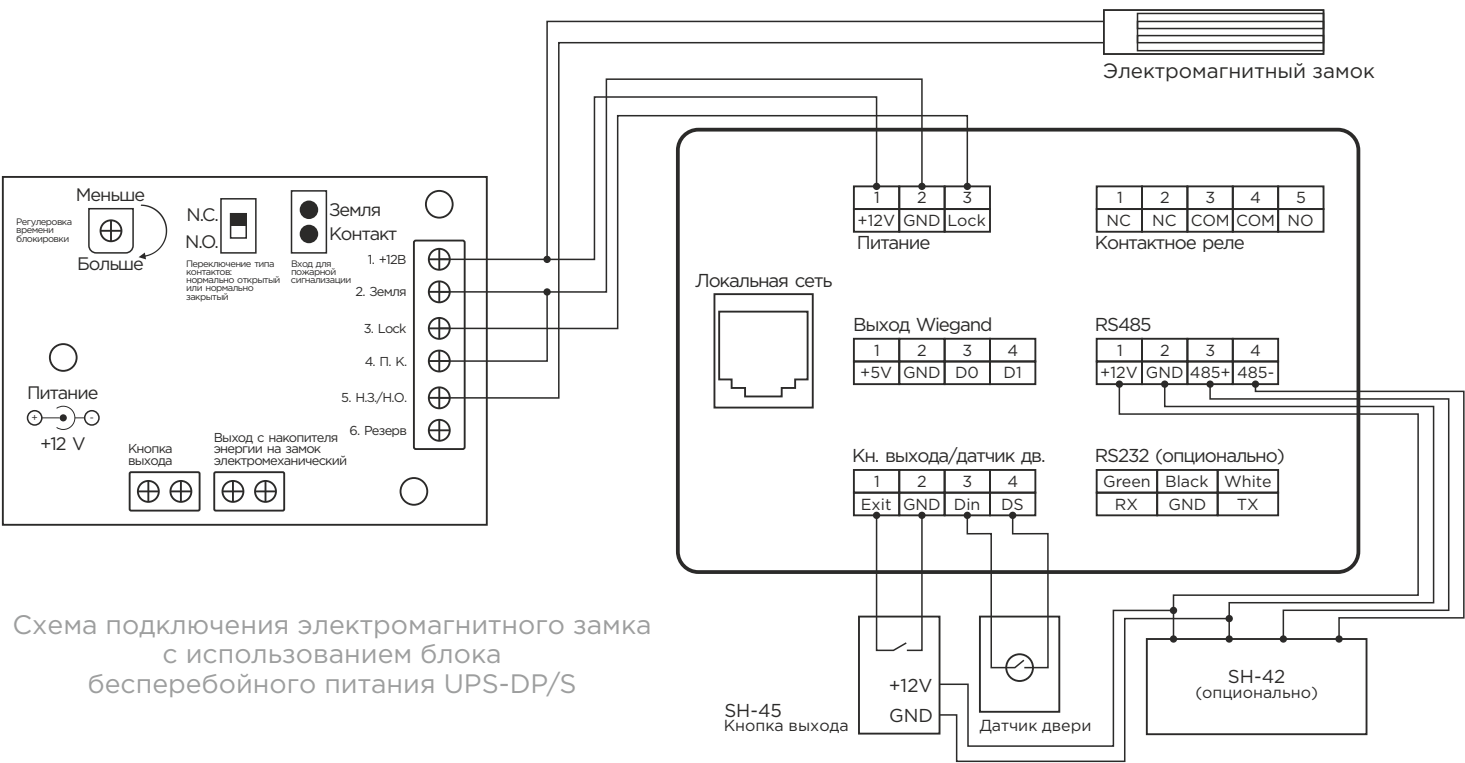 Электромагнитный замок
Меньше
Регулеровка
времени
блокировки
Больше
N.C.
N.O.
Переключение типа
контактов:
нормально открытый
или нормально
закрытый
Земля
Контакт
Вход для
пожарной
сигнализации
1. +12В
2. Земля
3. Lock
4. П. К.
5. Н.З./Н.О.
6. Резерв
Питание
+ -
+12 V
Кнопка
выхода
Выход с накопителя
энергии на замок
электромеханический
1 2 3
+12V GND Lock
Питание
1 2 3 4 5
NC NC COM COM NO
Контактное реле
Локальная сеть
Выход Wiegand
1 2 3 4
+5V GND D0 D1
RS485
1 2 3 4
+12V GND 485+ 485-
Кн. выхода/датчик дв.
1 2 3 4
Exit GND Din DS
RS232 (опционально)
Green Black White
RX GND TX
Схема подключения электромагнитного замка
с использованием блока
бесперебойного питания UPS-DP/S
+12V
GND
SH-45
Кнопка выхода
Датчик двери
SH-42
(опционально)